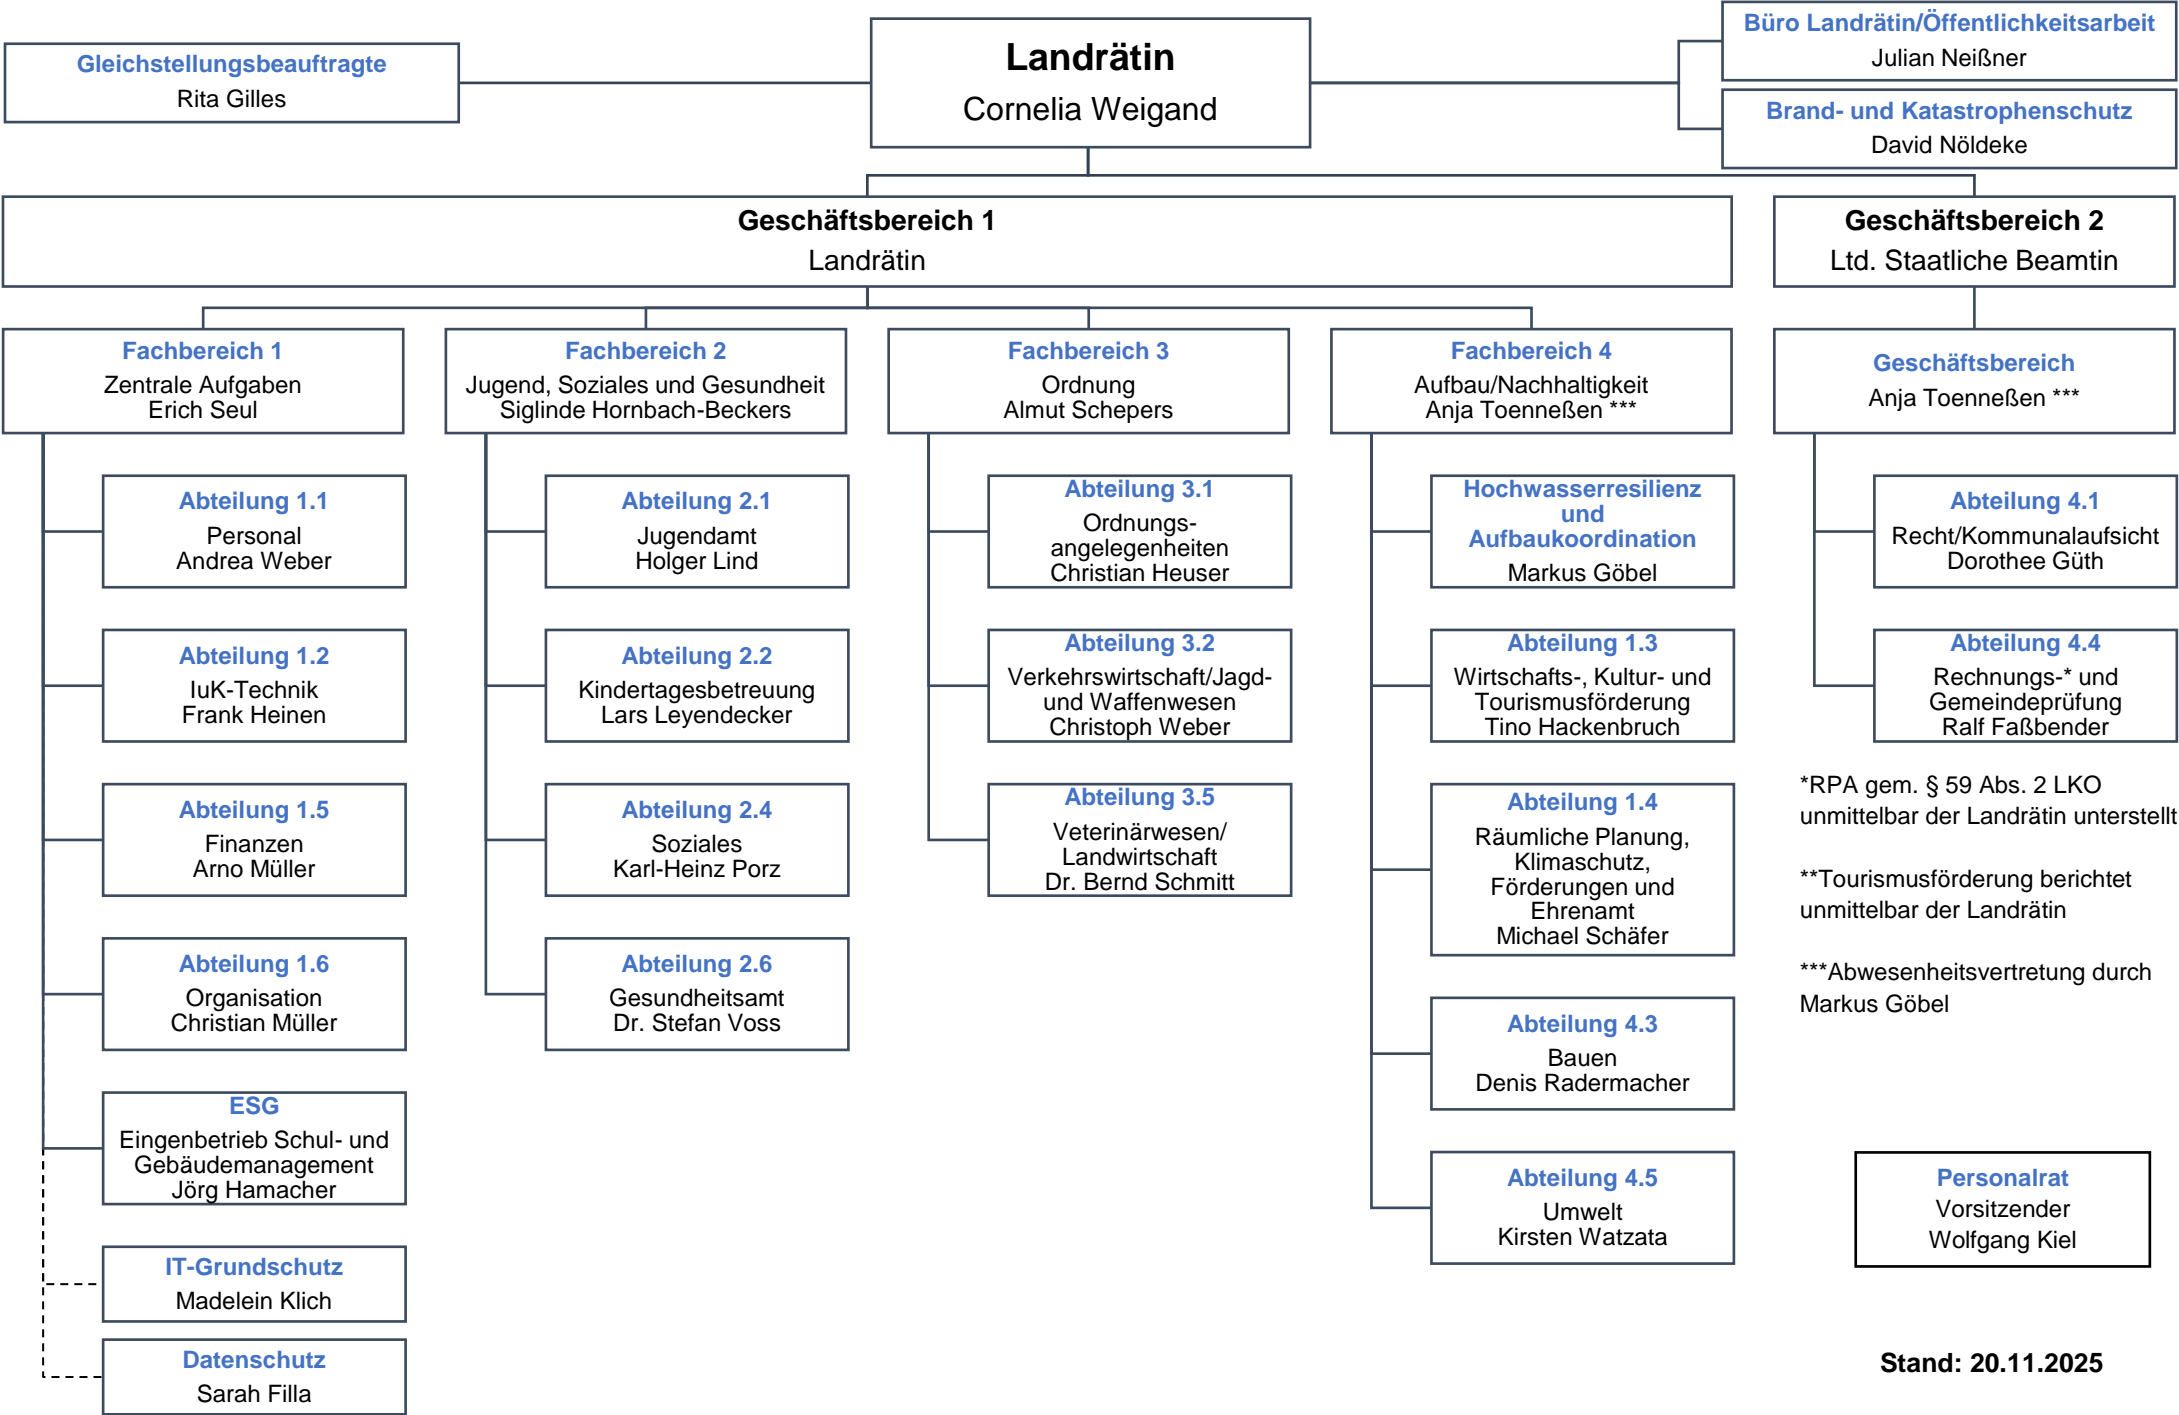 Gleichstellungsbeauftragte
Rita Gilles
Landrätin
Cornelia Weigand
Büro Landrätin/Öffentlichkeitsarbeit
Julian Neißner
Brand- und Katastrophenschutz
David Nöldeke
Geschäftsbereich 1
Landrätin
Geschäftsbereich 2
Ltd. Staatliche Beamtin
Fachbereich 1
Zentrale Aufgaben
Erich Seul
Abteilung 1.1
Personal
Andrea Weber
Abteilung 1.2
IuK-Technik
Frank Heinen
Abteilung 1.5
Finanzen
Arno Müller
Abteilung 1.6
Organisation
Christian Müller
ESG
Eingenbetrieb Schul- und
Gebäudemanagement
Jörg Hamacher
IT-Grundschutz
Madelein Klich
Datenschutz
Sarah Filla
Fachbereich 2
Jugend, Soziales und Gesundheit
Siglinde Hornbach-Beckers
Abteilung 2.1
Jugendamt
Holger Lind
Abteilung 2.2
Kindertagesbetreuung
Lars Leyendecker
Abteilung 2.4
Soziales
Karl-Heinz Porz
Abteilung 2.6
Gesundheitsamt
Dr. Stefan Voss
Fachbereich 3
Ordnung
Almut Schepers
Abteilung 3.1
Ordnungs-
angelegenheiten
Christian Heuser
Abteilung 3.2
Verkehrswirtschaft/Jagd-
und Waffenwesen
Christoph Weber
Abteilung 3.5
Veterinärwesen/
Landwirtschaft
Dr. Bernd Schmitt
Fachbereich 4
Aufbau/Nachhaltigkeit
Anja Toenneßen ***
Hochwasserresilienz
und
Aufbaukoordination
Markus Göbel
Abteilung 1.3
Wirtschafts-, Kultur- und
Tourismusförderung
Tino Hackenbruch
Abteilung 1.4
Räumliche Planung,
Klimaschutz,
Förderungen und
Ehrenamt
Michael Schäfer
Abteilung 4.3
Bauen
Denis Radermacher
Abteilung 4.5
Umwelt
Kirsten Watzata
Geschäftsbereich
Anja Toenneßen ***
Abteilung 4.1
Recht/Kommunalaufsicht
Dorothee Güth
Abteilung 4.4
Rechnungs-* und
Gemeindeprüfung
Ralf Faßbender
*RPA gem. § 59 Abs. 2 LKO
unmittelbar der Landrätin unterstellt
**Tourismusförderung berichtet
unmittelbar der Landrätin
***Abwesenheitsvertretung durch
Markus Göbel
Personalrat
Vorsitzender
Wolfgang Kiel
Stand: 20.11.2025